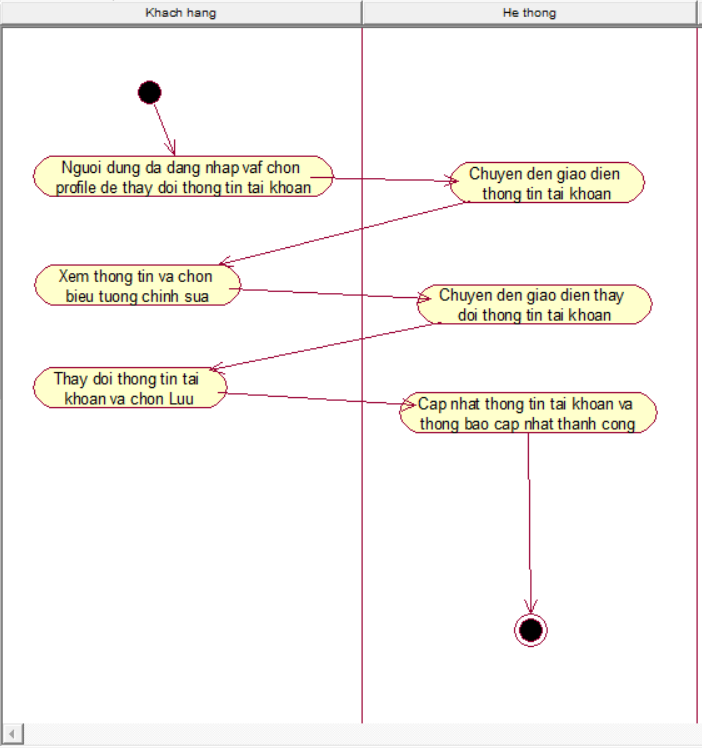 Khach hang
He thong
Nguoi dung da dang nhap vaf chon
profile de thay doi thong tin tai khoan
Chuyen den giao dien
thong tin tai khoan
Xem thong tin va chon
bieu tuong chinh sua
Chuyen den giao dien thay
doi thong tin tai khoan
Thay doi thong tin tai
khoan va chon Luu
Cap nhat thong tin tai khoan va
thong bao cap nhat thanh cong